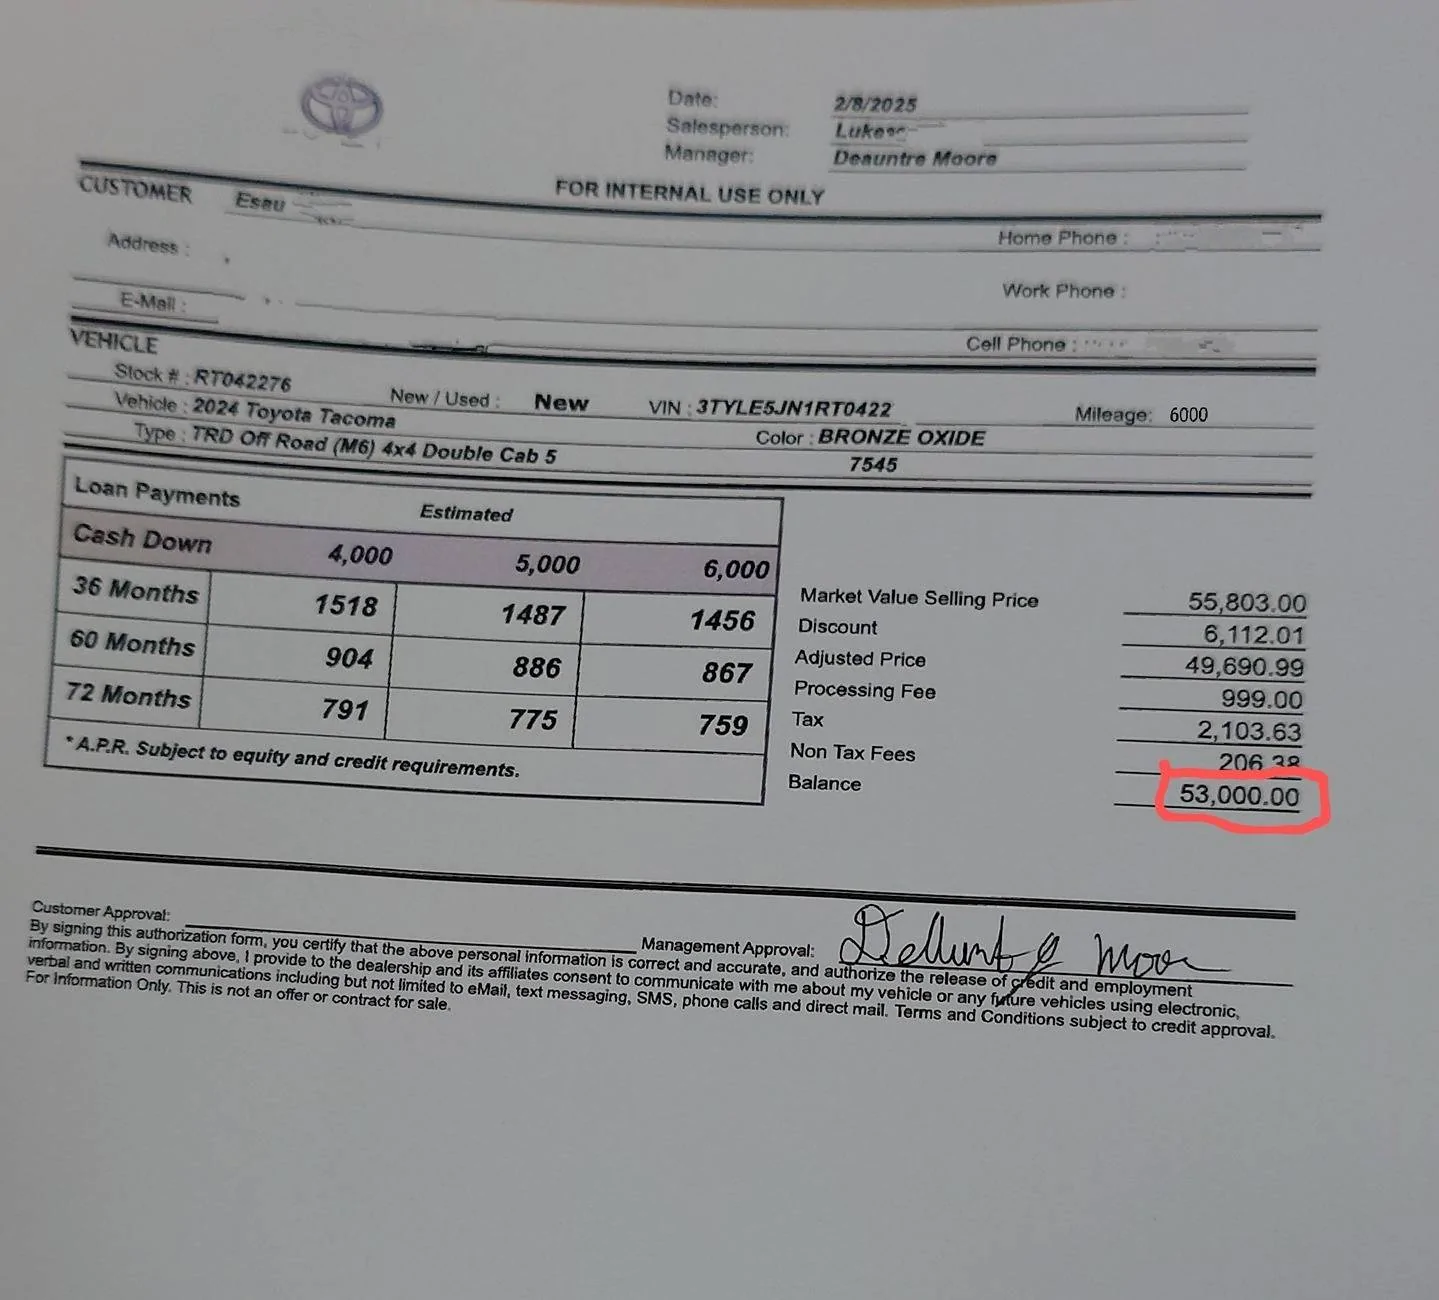 Date: 2/8/2025
Salesperson:
Manager: Deauntre Moore
FOR INTERNAL USE ONLY
CUSTOMER Esau
Home Phone :
Address :
Work Phone :
E-Mail :
Cell Phone :
VEHICLE
Stock # : RT042276 New / Used : New VIN : 3TYLE5JN1RT0422 Mileage: 6000
Vehicle : 2024 Toyota Tacoma Color : BRONZE OXIDE
Type : TRD Off Road (M6) 4x4 Double Cab 5 7545
Loan Payments Estimated
Cash Down 4,000 5,000 6,000
36 Months 1518 1487 1456
60 Months 904 886 867
72 Months 791 775 759
*A.P.R. Subject to equity and credit requirements.
Market Value Selling Price 55,803.00
Discount 6,112.01
Adjusted Price 49,690.99
Processing Fee 999.00
Tax 2,103.63
Non Tax Fees 206.38
Balance 53,000.00
Customer Approval: Management Approval:
By signing this authorization form, you certify that the above personal information is correct and accurate, and authorize the release of credit and employment
information. By signing above, I provide to the dealership and its affiliates consent to communicate with me about my vehicle or any future vehicles using electronic,
verbal and written communications including but not limited to eMail, text messaging, SMS, phone calls and direct mail. Terms and Conditions subject to credit approval.
For Information Only. This is not an offer or contract for sale.